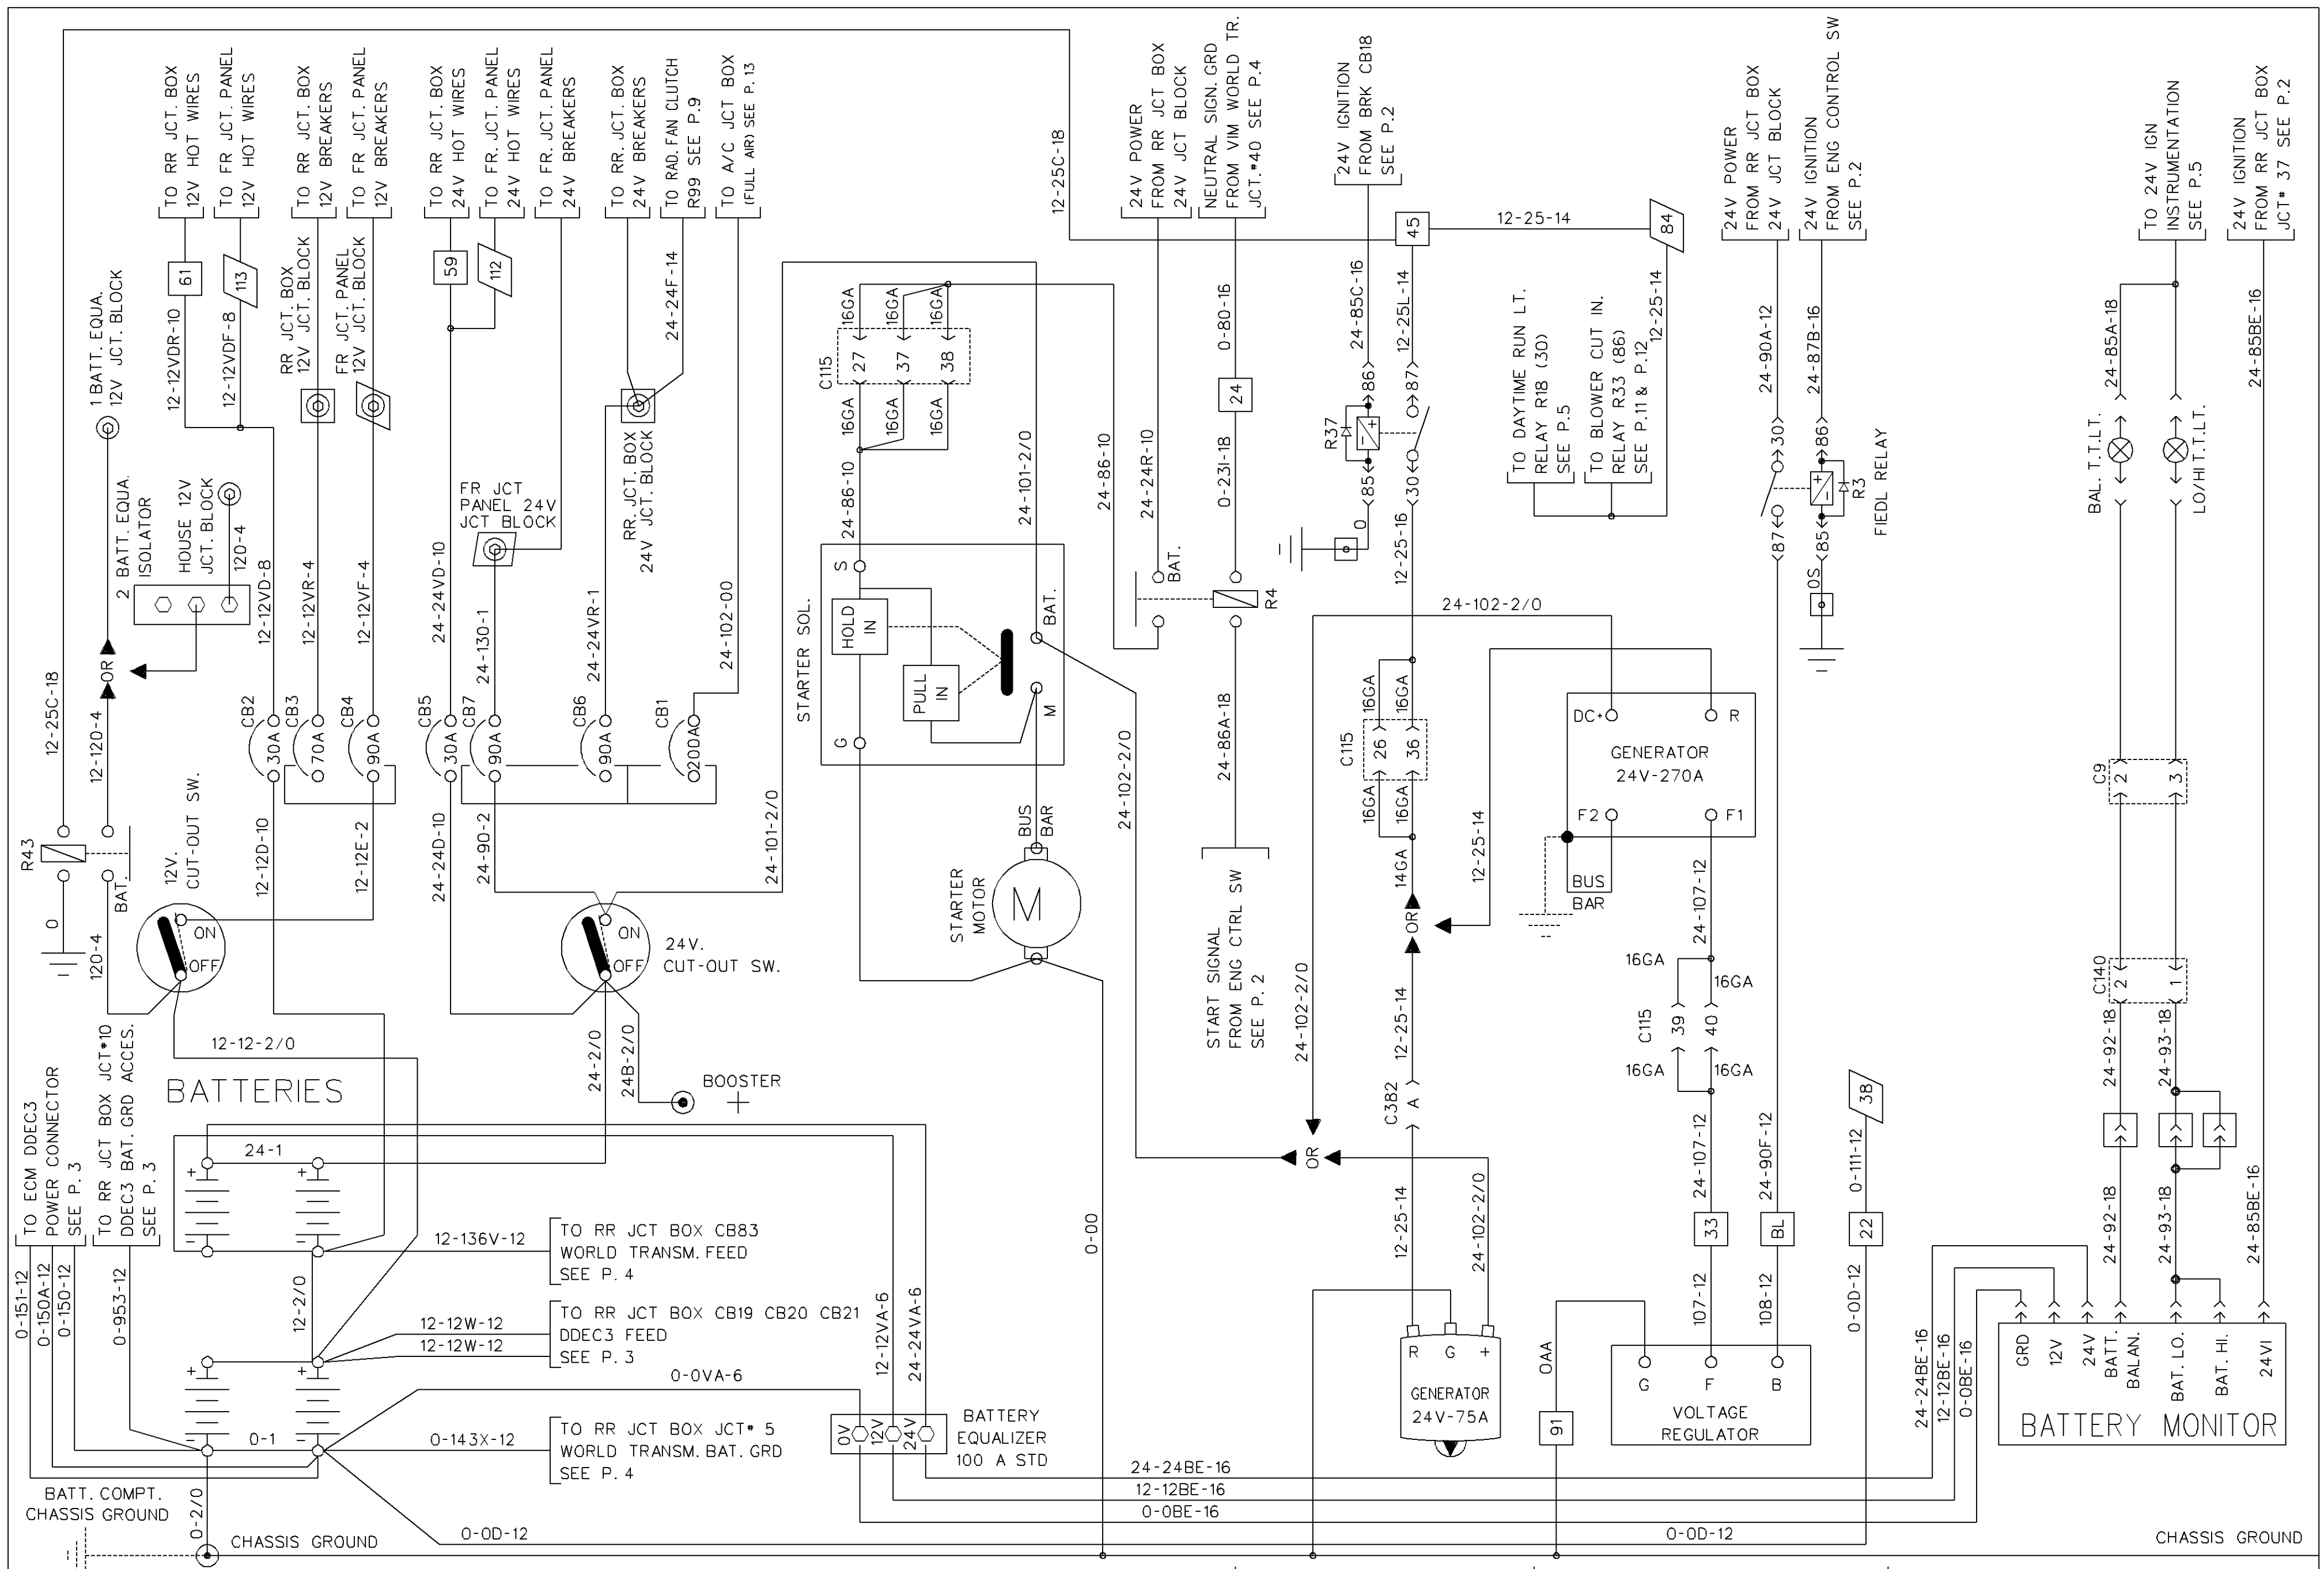 TO RR JCT. BOX
12V HOT WIRES
TO FR JCT. PANEL
12V HOT WIRES
TO RR JCT. BOX
12V BREAKERS
TO FR JCT. PANEL
12V BREAKERS
TO RR JCT. BOX
24V HOT WIRES
TO FR. JCT. PANEL
24V HOT WIRES
TO FR. JCT. PANEL
24V BREAKERS
TO RR. JCT. BOX
24V BREAKERS
TO RAD. FAN CLUTCH
R99 SEE P.9
TO A/C JCT BOX
(FULL AIR) SEE P. 13
12-25C-18
24V POWER
FROM RR JCT BOX
24V JCT BLOCK
NEUTRAL SIGN. GRD
FROM VIM WORLD TR.
JCT.#40 SEE P.4
24V IGNITION
FROM BRK CB18
SEE P.2
45
12-25-14
84
24V POWER
FROM RR JCT BOX
24V JCT BLOCK
24V IGNITION
FROM ENG CONTROL SW
SEE P.2
TO 24V IGN
INSTRUMENTATION
SEE P.5
24V IGNITION
FROM RR JCT BOX
JCT# 37 SEE P.2
1 BATT. EQUA.
12V JCT. BLOCK
61
113
12-12VDR-10
12-12VDF-8
RR JCT. BOX
12V JCT. BLOCK
FR JCT. PANEL
12V JCT. BLOCK
59
112
24-24F-14
RR. JCT. BOX
24V JCT. BLOCK
FR JCT
PANEL 24V
JCT BLOCK
2 BATT. EQUA.
ISOLATOR
HOUSE 12V
JCT. BLOCK
120-4
OR
12-25C-18
12-120-4
12-12VD-8
12-12VR-4
12-12VF-4
24-24VD-10
24-130-1
24-24VR-1
24-102-00
CB2
30A
CB3
70A
CB4
90A
CB5
30A
CB7
90A
CB6
90A
CB1
200A
R43
BAT.
0
120-4
12V.
CUT-OUT SW.
ON
OFF
12-12D-10
12-12E-2
24-24D-10
24-90-2
24-101-2/0
ON
OFF
24V.
CUT-OUT SW.
12-12-2/0
24-2/0
24B-2/0
BOOSTER
+
BATTERIES
C115
16GA
16GA
16GA
27
37
38
16GA
16GA
16GA
24-86-10
24-101-2/0
24-86-10
STARTER SOL.
S
HOLD
IN
PULL
IN
BAT.
M
G
BUS
BAR
STARTER
MOTOR
M
24-102-2/0
24-24R-10
0-80-16
24
0-23I-18
BAT.
R4
24-86A-18
START SIGNAL
FROM ENG CTRL SW
SEE P. 2
24-85C-16
12-25L-14
R37
86
87
+
-
85
30
0
12-25-16
TO DAYTIME RUN LT.
RELAY R18 (30)
SEE P.5
TO BLOWER CUT IN.
RELAY R33 (86)
SEE P.11 & P.12
12-25-14
24-90A-12
24-87B-16
30
86
+
-
R3
87
85
FIEDL RELAY
OS
24-102-2/0
16GA
16GA
C115
26
36
16GA
16GA
14GA
OR
12-25-14
DC+
R
GENERATOR
24V-270A
F2
F1
BUS
BAR
24-107-12
16GA
16GA
C115
39
40
16GA
16GA
24-102-2/0
12-25-14
C382
A
OR
12-25-14
24-102-2/0
24-107-12
24-90F-12
33
BL
107-12
10B-12
3B
0-111-12
22
0-0D-12
24-85A-18
24-85BE-16
BAL. T.T.LT.
LO/HI T.T.LT.
C9
2
3
C140
2
1
24-92-18
24-93-18
24-92-18
24-93-18
24-85BE-16
TO ECM DDEC3
POWER CONNECTOR
SEE P. 3
TO RR JCT BOX JCT#10
DDEC3 BAT. GRD ACCES.
SEE P. 3
0-151-12
0-150A-12
0-150-12
0-953-12
24-1
+
+
-
-
12-2/0
+
+
-
-
0-1
12-136V-12
TO RR JCT BOX CB83
WORLD TRANSM. FEED
SEE P. 4
12-12W-12
12-12W-12
TO RR JCT BOX CB19 CB20 CB21
DDEC3 FEED
SEE P. 3
0-0VA-6
0-143X-12
TO RR JCT BOX JCT# 5
WORLD TRANSM. BAT. GRD
SEE P. 4
12-12VA-6
24-24VA-6
0V
12V
24V
BATTERY
EQUALIZER
100 A STD
0-00
R G +
GENERATOR
24V-75A
0AA
91
G F B
VOLTAGE
REGULATOR
24-24BE-16
12-12BE-16
0-0BE-16
GRD
12V
24V
BATT.
BALAN.
BAT. LO.
BAT. HI.
24VI
BATTERY MONITOR
24-24BE-16
12-12BE-16
0-0BE-16
0-0D-12
0-0D-12
BATT. COMPT.
CHASSIS GROUND
0-2/0
CHASSIS GROUND
CHASSIS GROUND